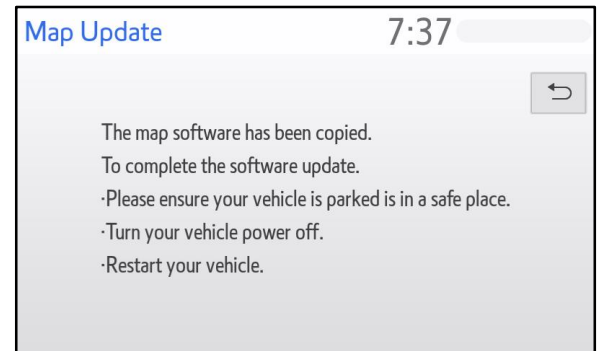 Map Update 7:37
The map software has been copied.
To complete the software update.
·Please ensure your vehicle is parked is in a safe place.
·Turn your vehicle power off.
·Restart your vehicle.